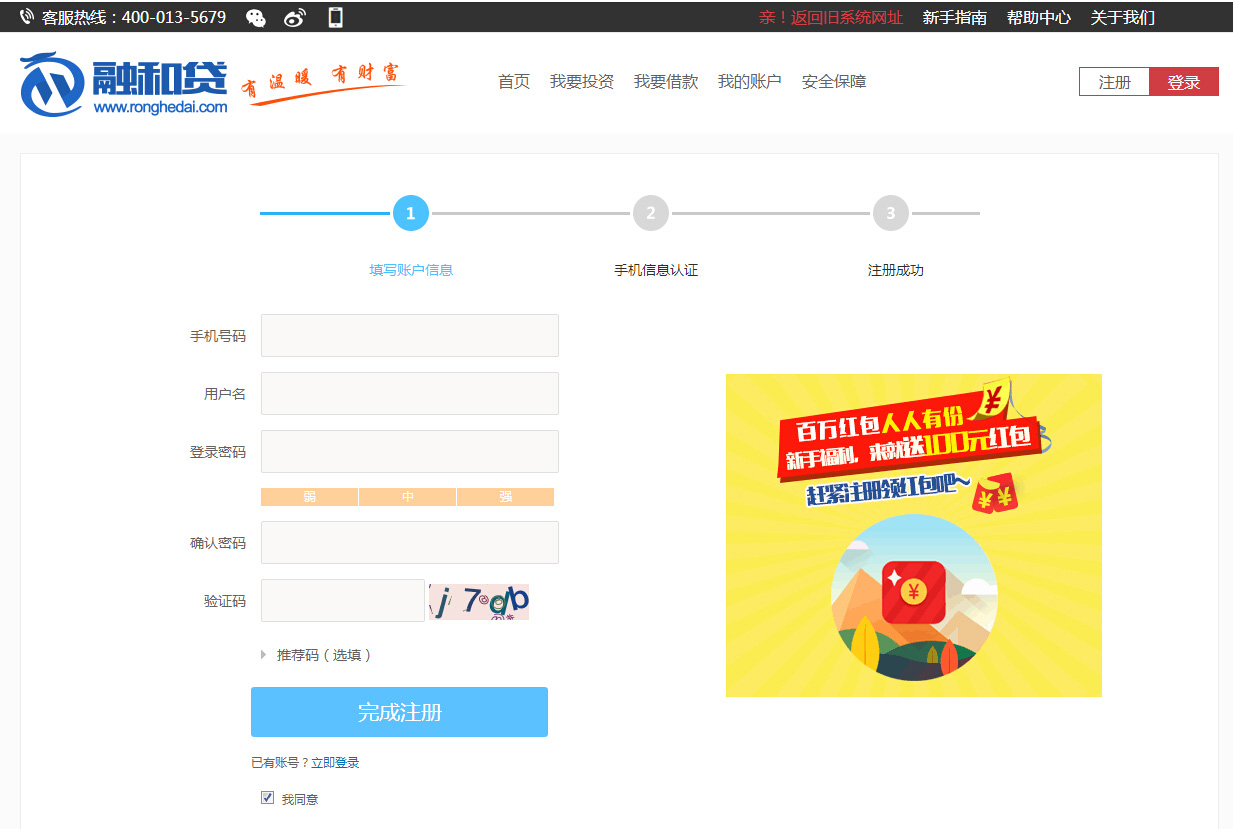 客服热线：400-013-5679
亲！返回旧系统网址 新手指南 帮助中心 关于我们
融和贷
www.ronghedai.com
有温暖 有财富
首页 我要投资 我要借款 我的账户 安全保障
注册 登录
1 2 3
填写账户信息 手机信息认证 注册成功
手机号码
用户名
登录密码
弱 中 强
确认密码
验证码
j7qb
推荐码（选填）
完成注册
已有账号？立即登录
我同意
¥
百万红包人人有份
新手福利，来就送100元红包
赶紧注册领红包吧~
¥¥
¥